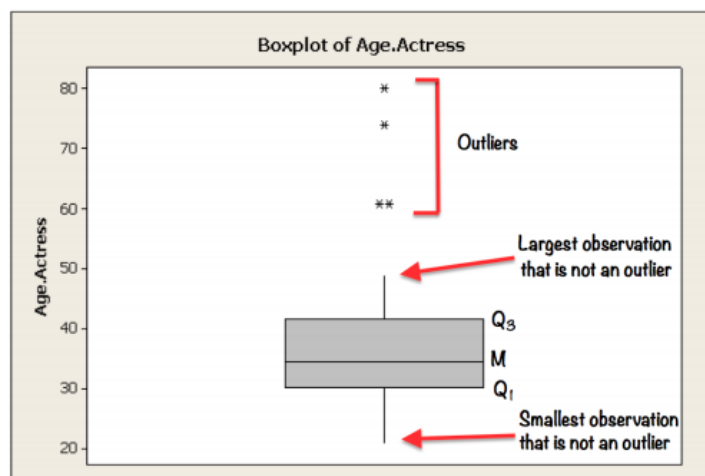 Boxplot of Age.Actress
Age.Actress
80
70
60
50
40
30
20
**
*
*
Outliers
Largest observation
that is not an outlier
Q3
M
Q1
Smallest observation
that is not an outlier